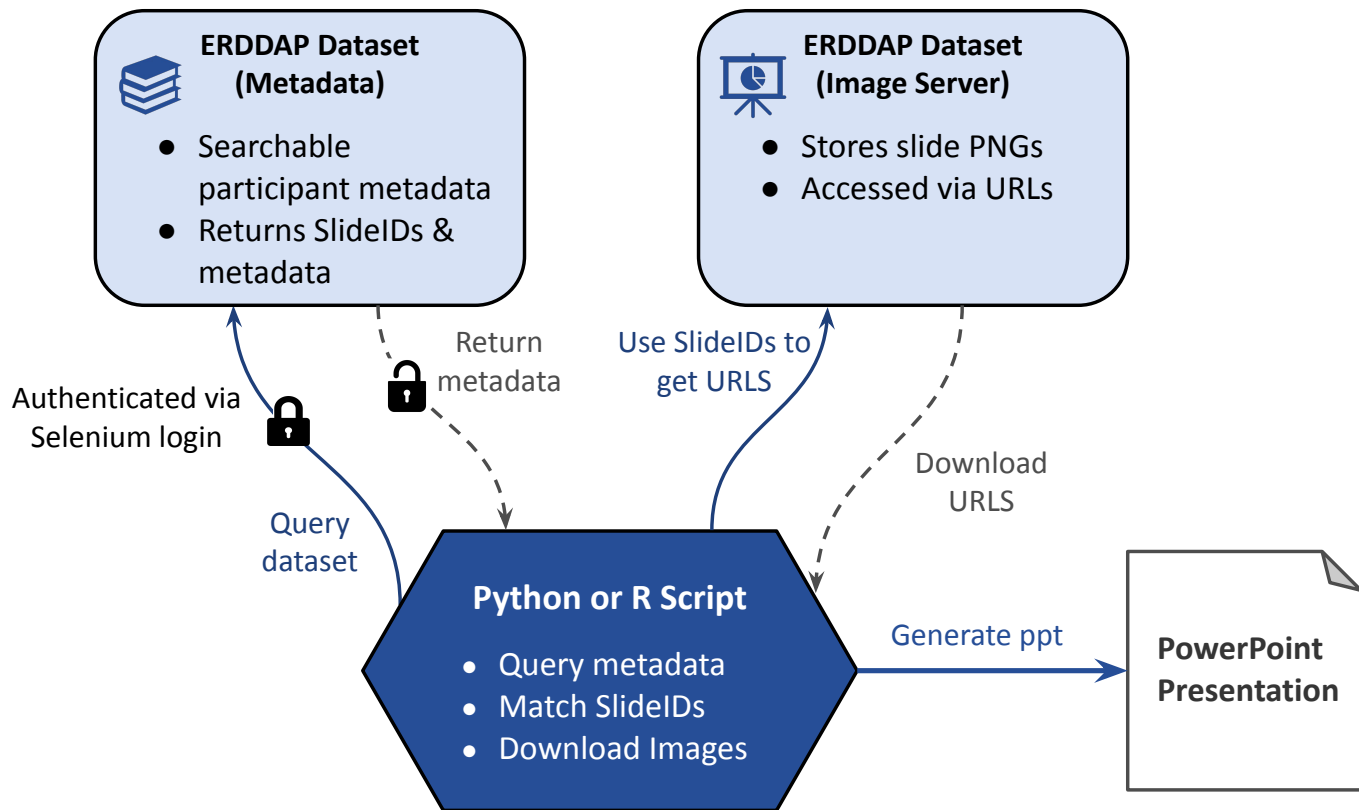 ERDDAP Dataset
(Metadata)
● Searchable
participant metadata
● Returns SlideIDs &
metadata
ERDDAP Dataset
(Image Server)
● Stores slide PNGs
● Accessed via URLs
Authenticated via
Selenium login
Return
metadata
Use SlideIDs to
get URLS
Query
dataset
Download
URLS
Python or R Script
● Query metadata
● Match SlideIDs
● Download Images
Generate ppt
PowerPoint
Presentation